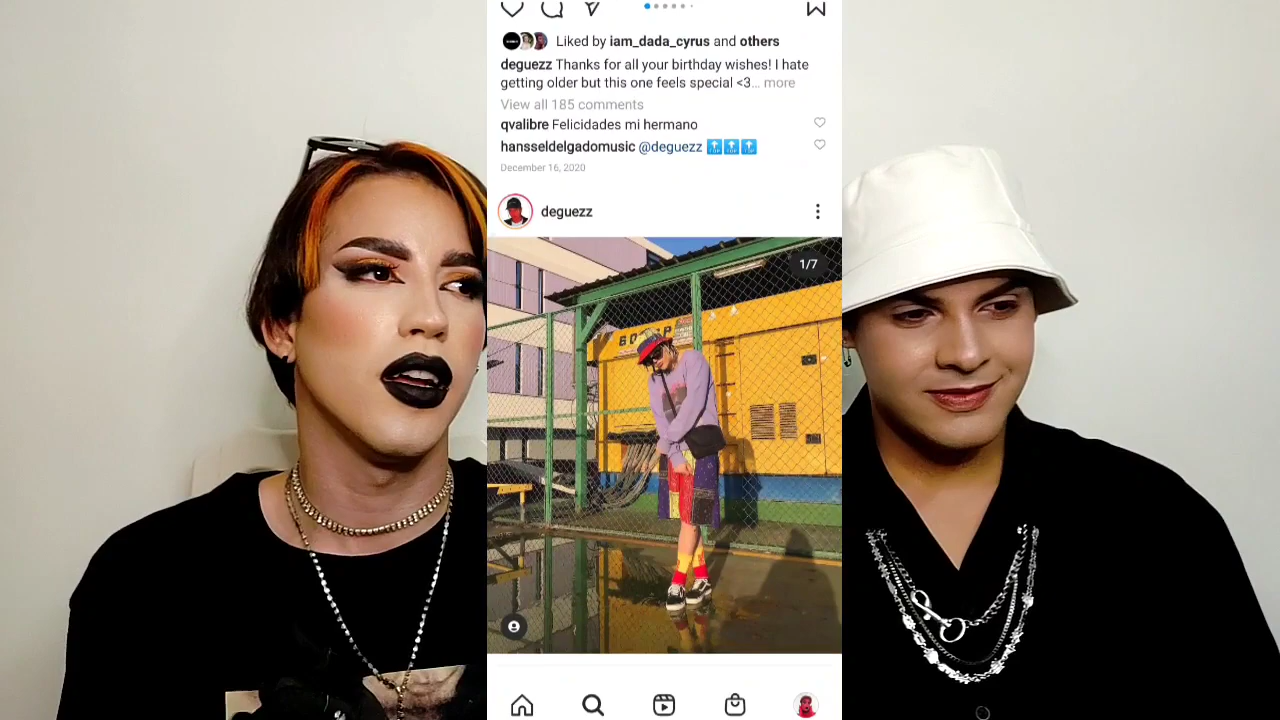 Liked by iam_dada_cyrus and others
deguezz Thanks for all your birthday wishes! I hate
getting older but this one feels special <3... more
View all 185 comments
qvalibre Felicidades mi hermano
hansseldelgadomusic @deguezz 🔝🔝🔝
December 16, 2020
deguezz
1/7